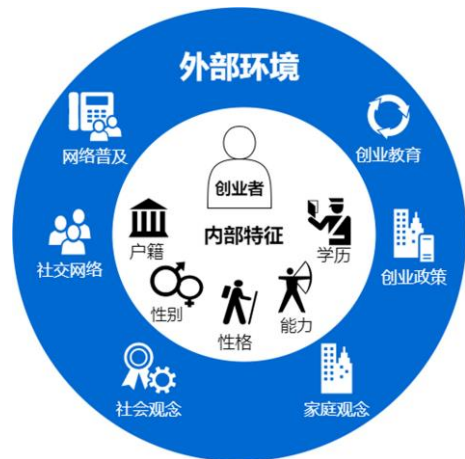 外部环境
网络普及
创业教育
创业者
内部特征
户籍
学历
社交网络
创业政策
性别
性格
能力
社会观念
家庭观念